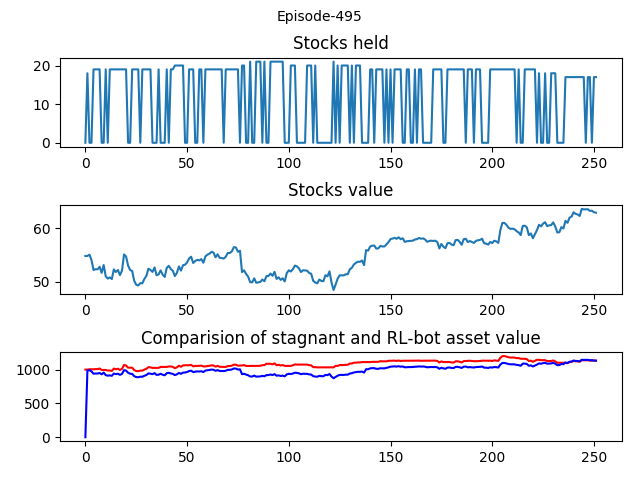 Episode-495
Stocks held
20
10
0
0 50 100 150 200 250
Stocks value
60
50
0 50 100 150 200 250
Comparision of stagnant and RL-bot asset value
1000
500
0
0 50 100 150 200 250